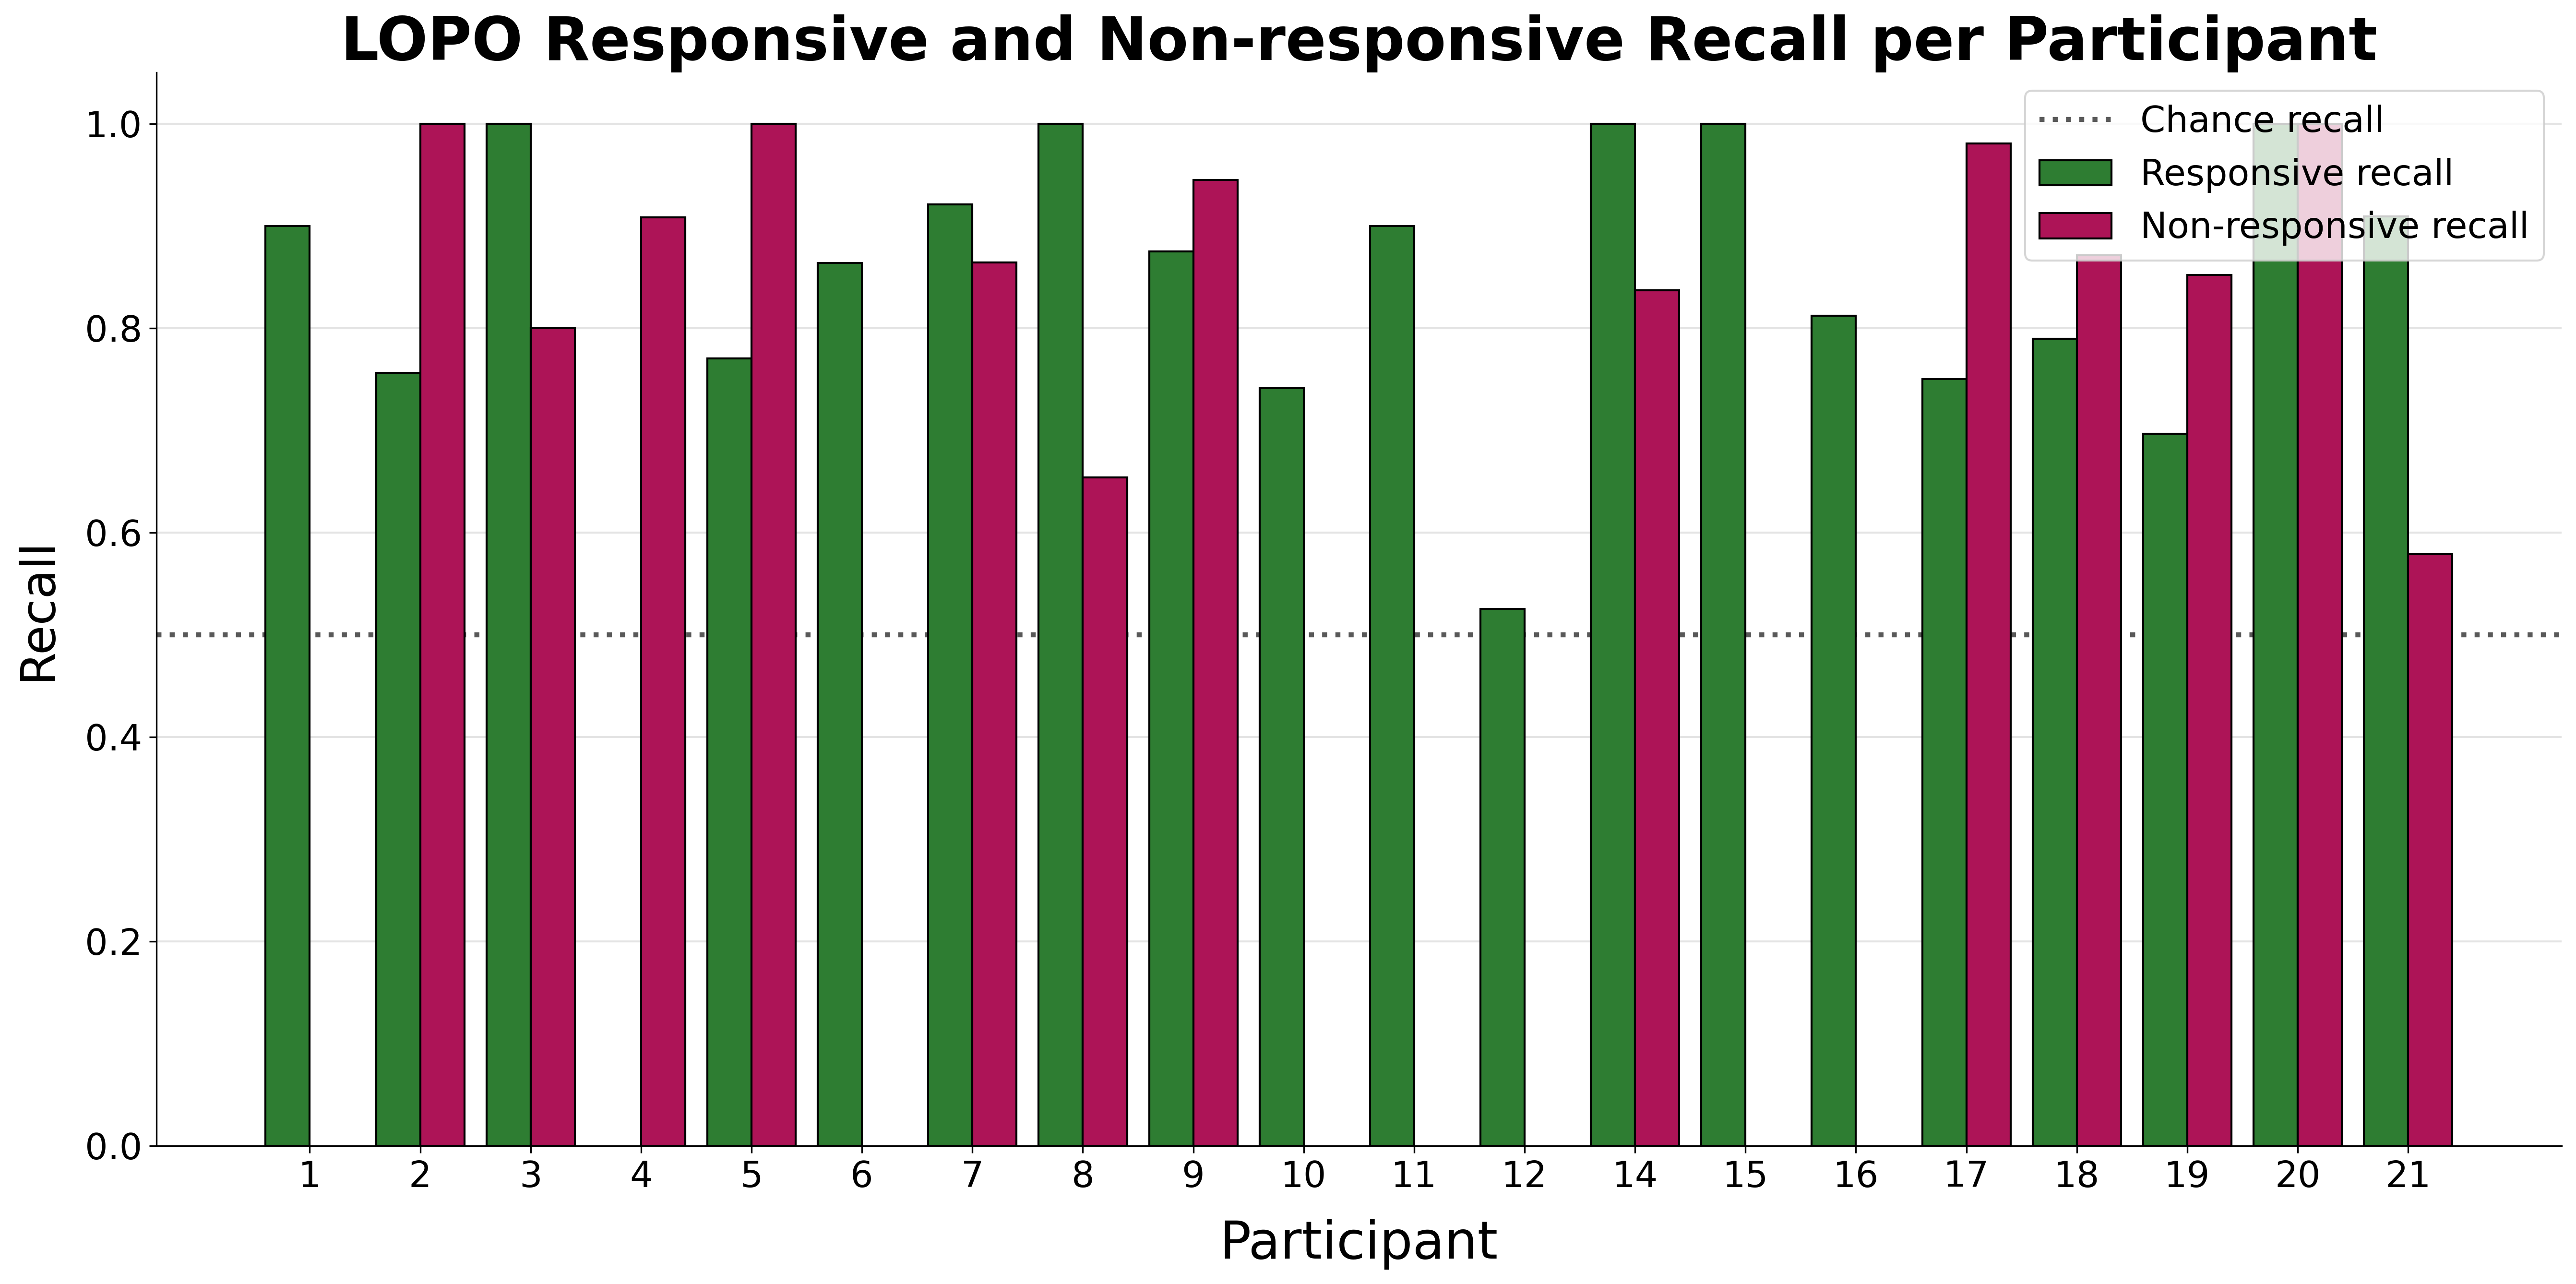 LOPO Responsive and Non-responsive Recall per Participant
Chance recall
Responsive recall
Non-responsive recall
Recall
1.0
0.8
0.6
0.4
0.2
0.0
1 2 3 4 5 6 7 8 9 10 11 12 14 15 16 17 18 19 20 21
Participant